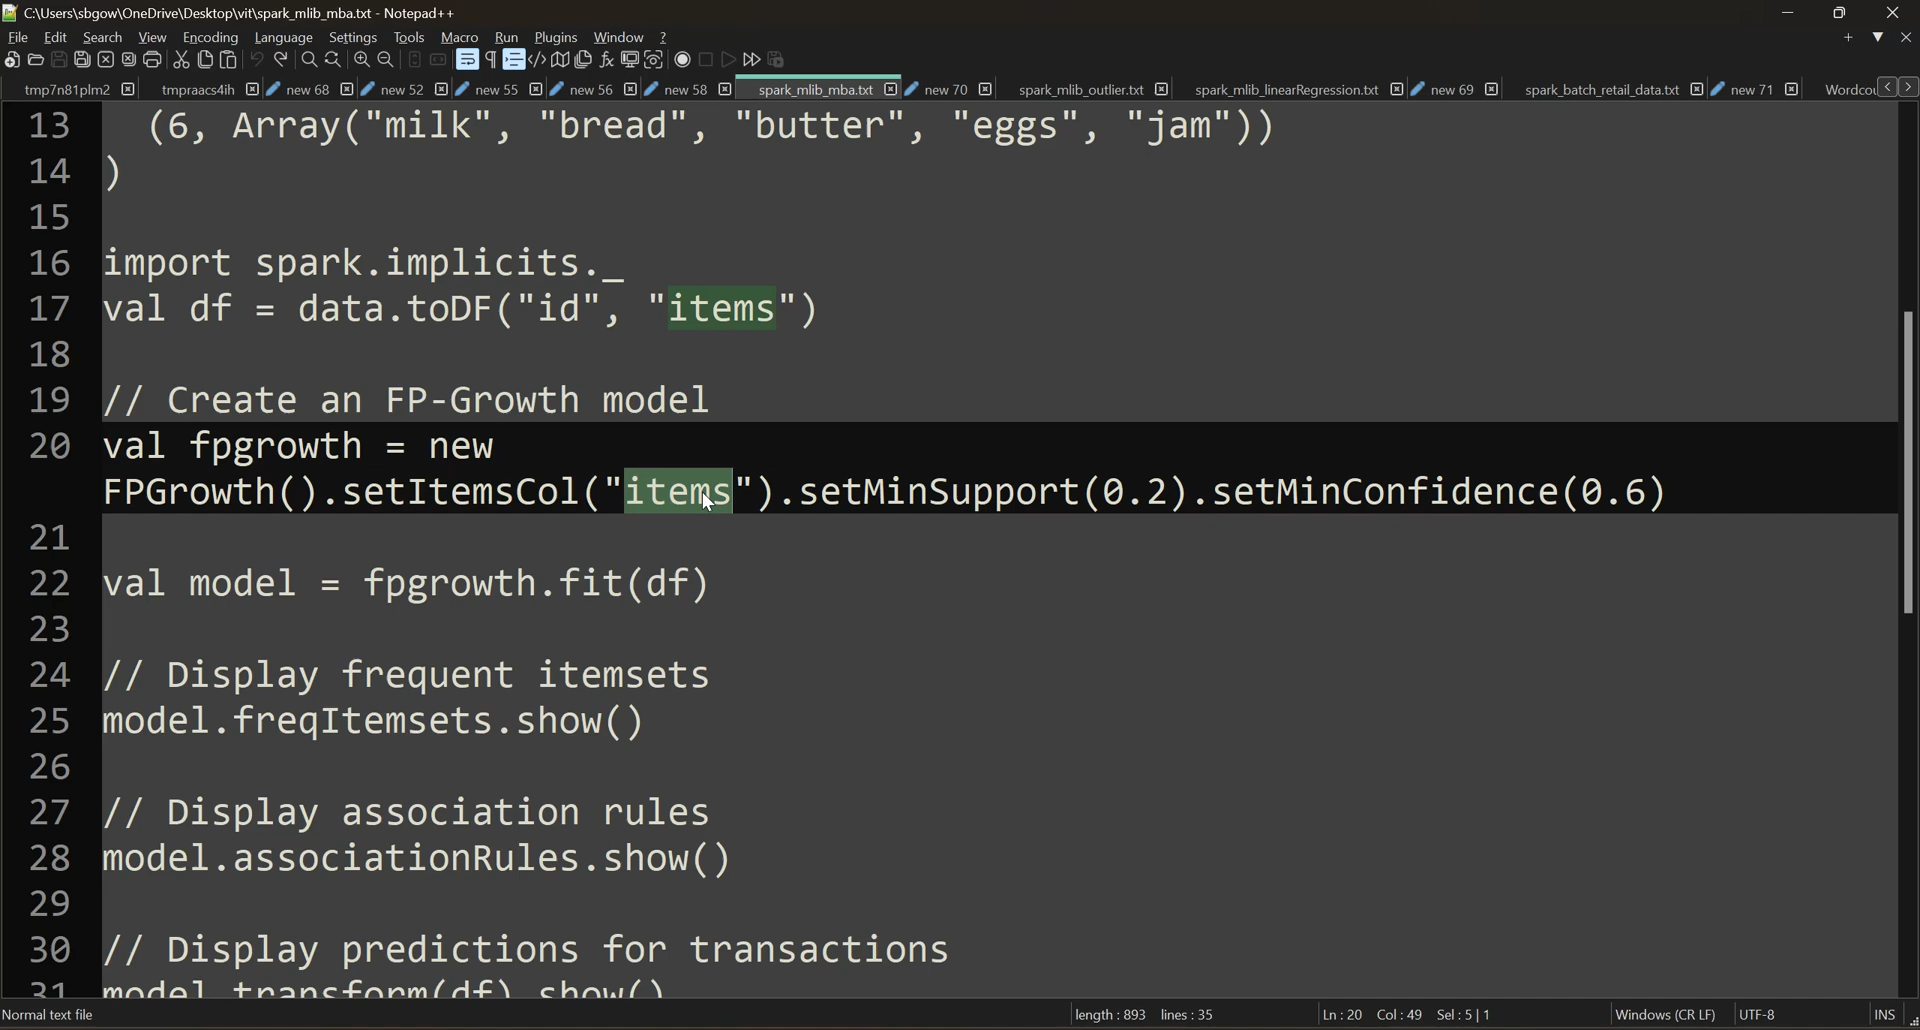 C:\Users\sbgow\OneDrive\Desktop\vit\spark_mlib_mba.txt - Notepad++
File Edit Search View Encoding Language Settings Tools Macro Run Plugins Window ?
tmp7n81plm2 tmpraacs4ih new 68 new 52 new 55 new 56 new 58 spark_mlib_mba.txt new 70 spark_mlib_outlier.txt spark_mlib_linearRegression.txt new 69 spark_batch_retail_data.txt new 71 Wordcou
13 (6, Array("milk", "bread", "butter", "eggs", "jam"))
14 )
15
16 import spark.implicits._
17 val df = data.toDF("id", "items")
18
19 // Create an FP-Growth model
20 val fpgrowth = new
FPGrowth().setItemsCol("items").setMinSupport(0.2).setMinConfidence(0.6)
21
22 val model = fpgrowth.fit(df)
23
24 // Display frequent itemsets
25 model.freqItemsets.show()
26
27 // Display association rules
28 model.associationRules.show()
29
30 // Display predictions for transactions
31 model.transform(df).show()
Normal text file length : 893 lines : 35 Ln : 20 Col : 49 Sel : 5 | 1 Windows (CR LF) UTF-8 INS